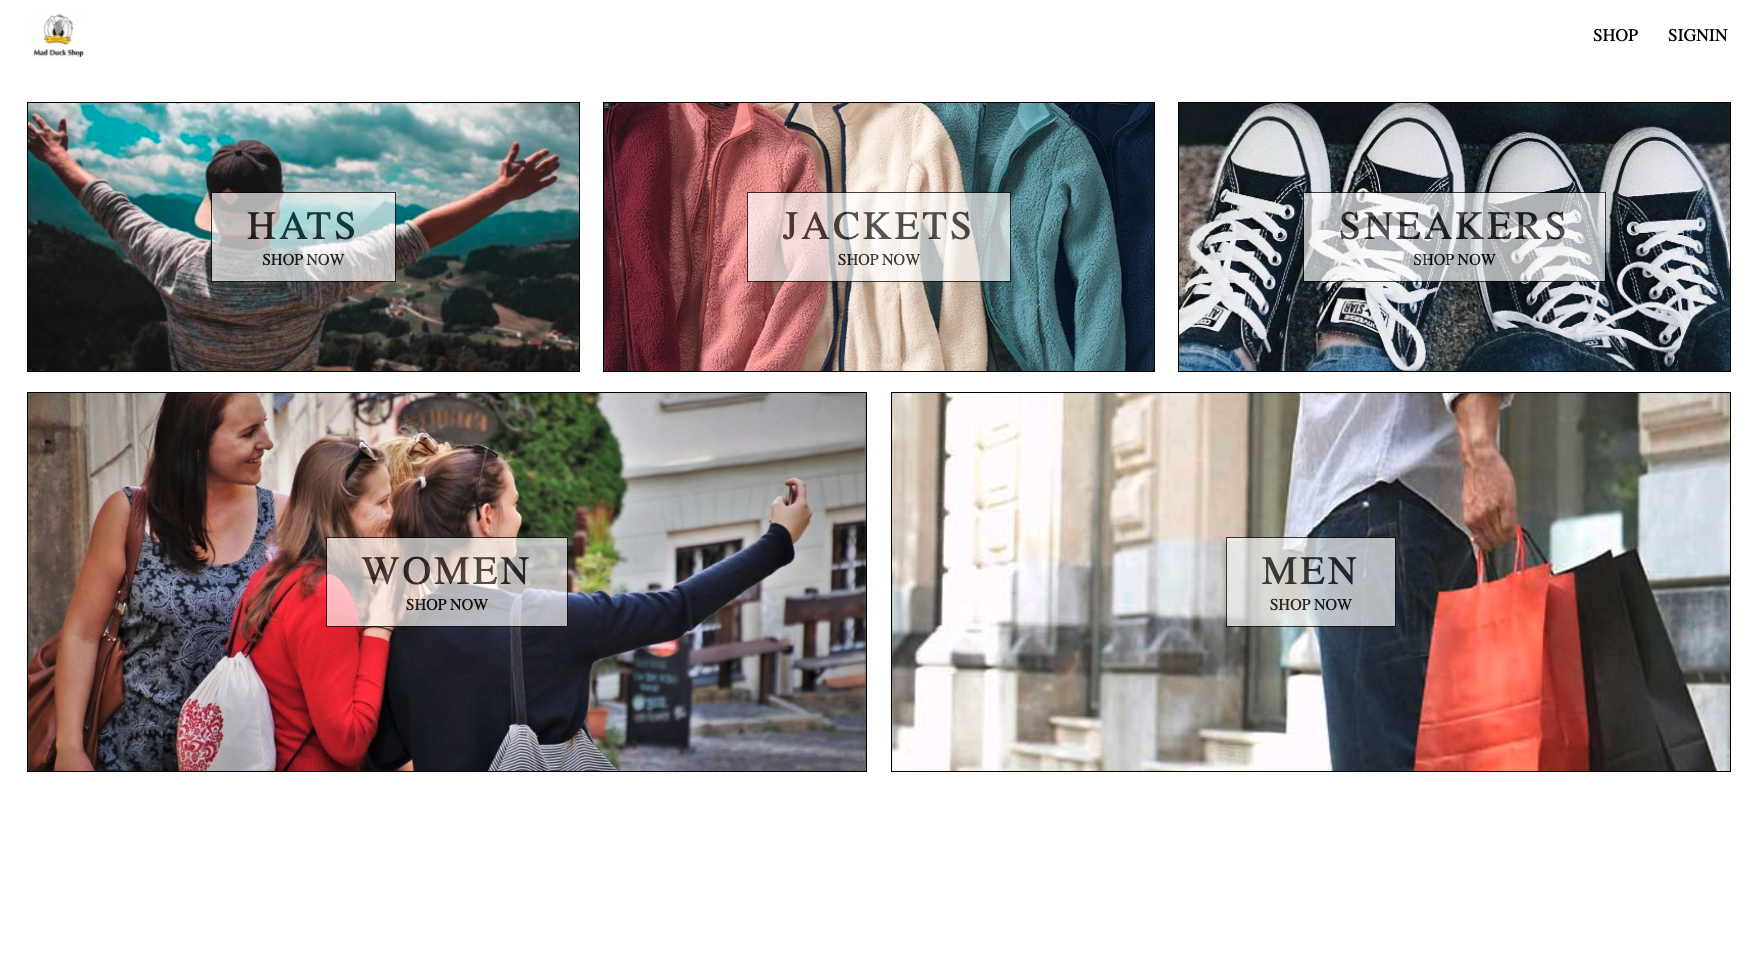 Mad Duck Shop
SHOP
SIGNIN
HATS
SHOP NOW
JACKETS
SHOP NOW
SNEAKERS
SHOP NOW
WOMEN
SHOP NOW
MEN
SHOP NOW